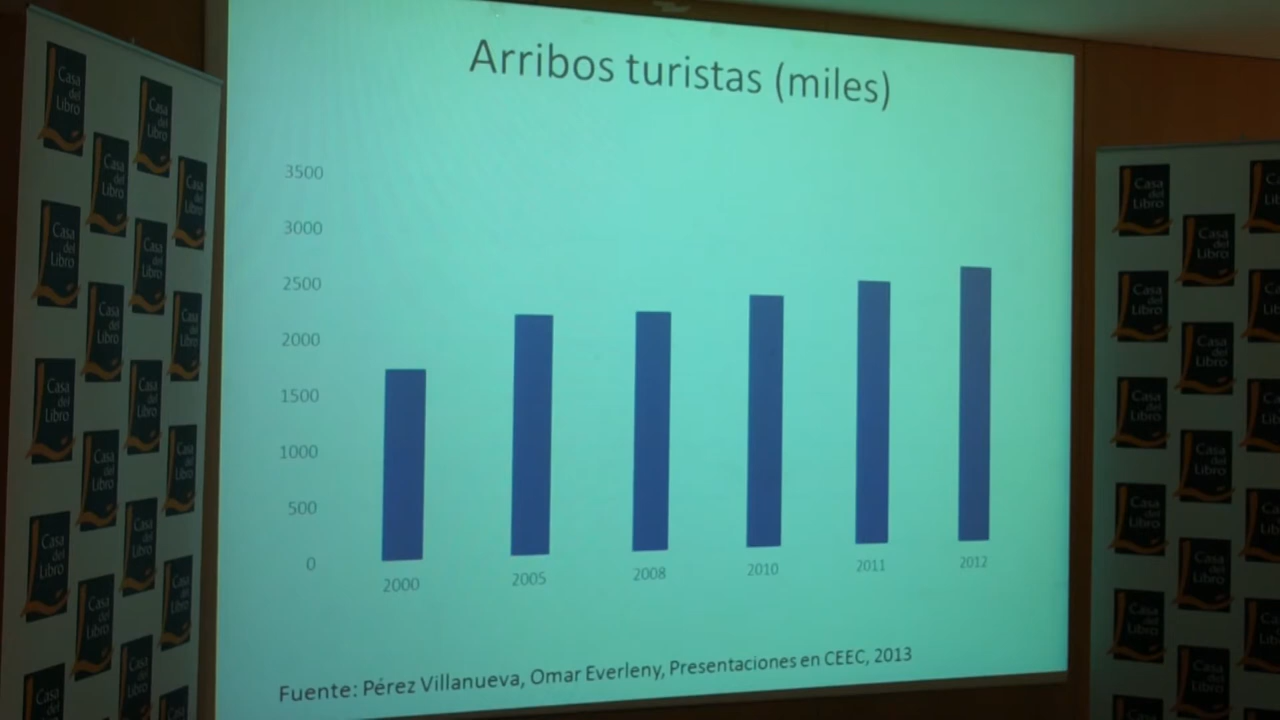 Arribos turistas (miles)
3500
3000
2500
2000
1500
1000
500
0
2000 2005 2008 2010 2011 2012
Fuente: Pérez Villanueva, Omar Everleny, Presentaciones en CEEC, 2013
Casa
del
Libro